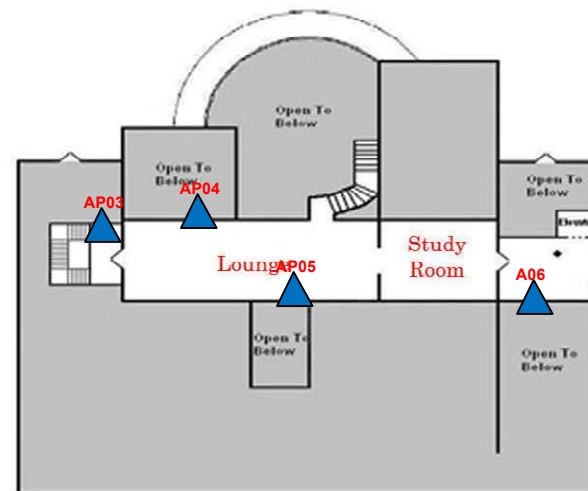 Open To
Below
Open To
Below
AP03
AP04
Open To
Below
Lounge
AP05
Study
Room
A06
Open To
Below
Open To
Below